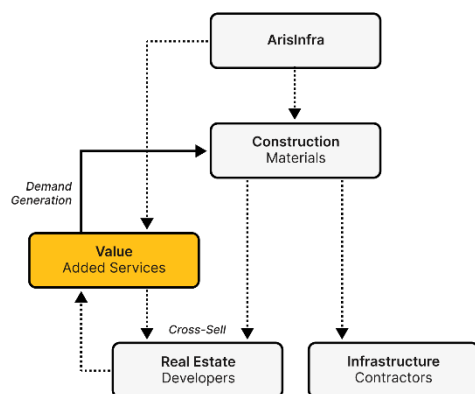 ArisInfra
Construction
Materials
Demand
Generation
Value
Added Services
Cross-Sell
Real Estate
Developers
Infrastructure
Contractors